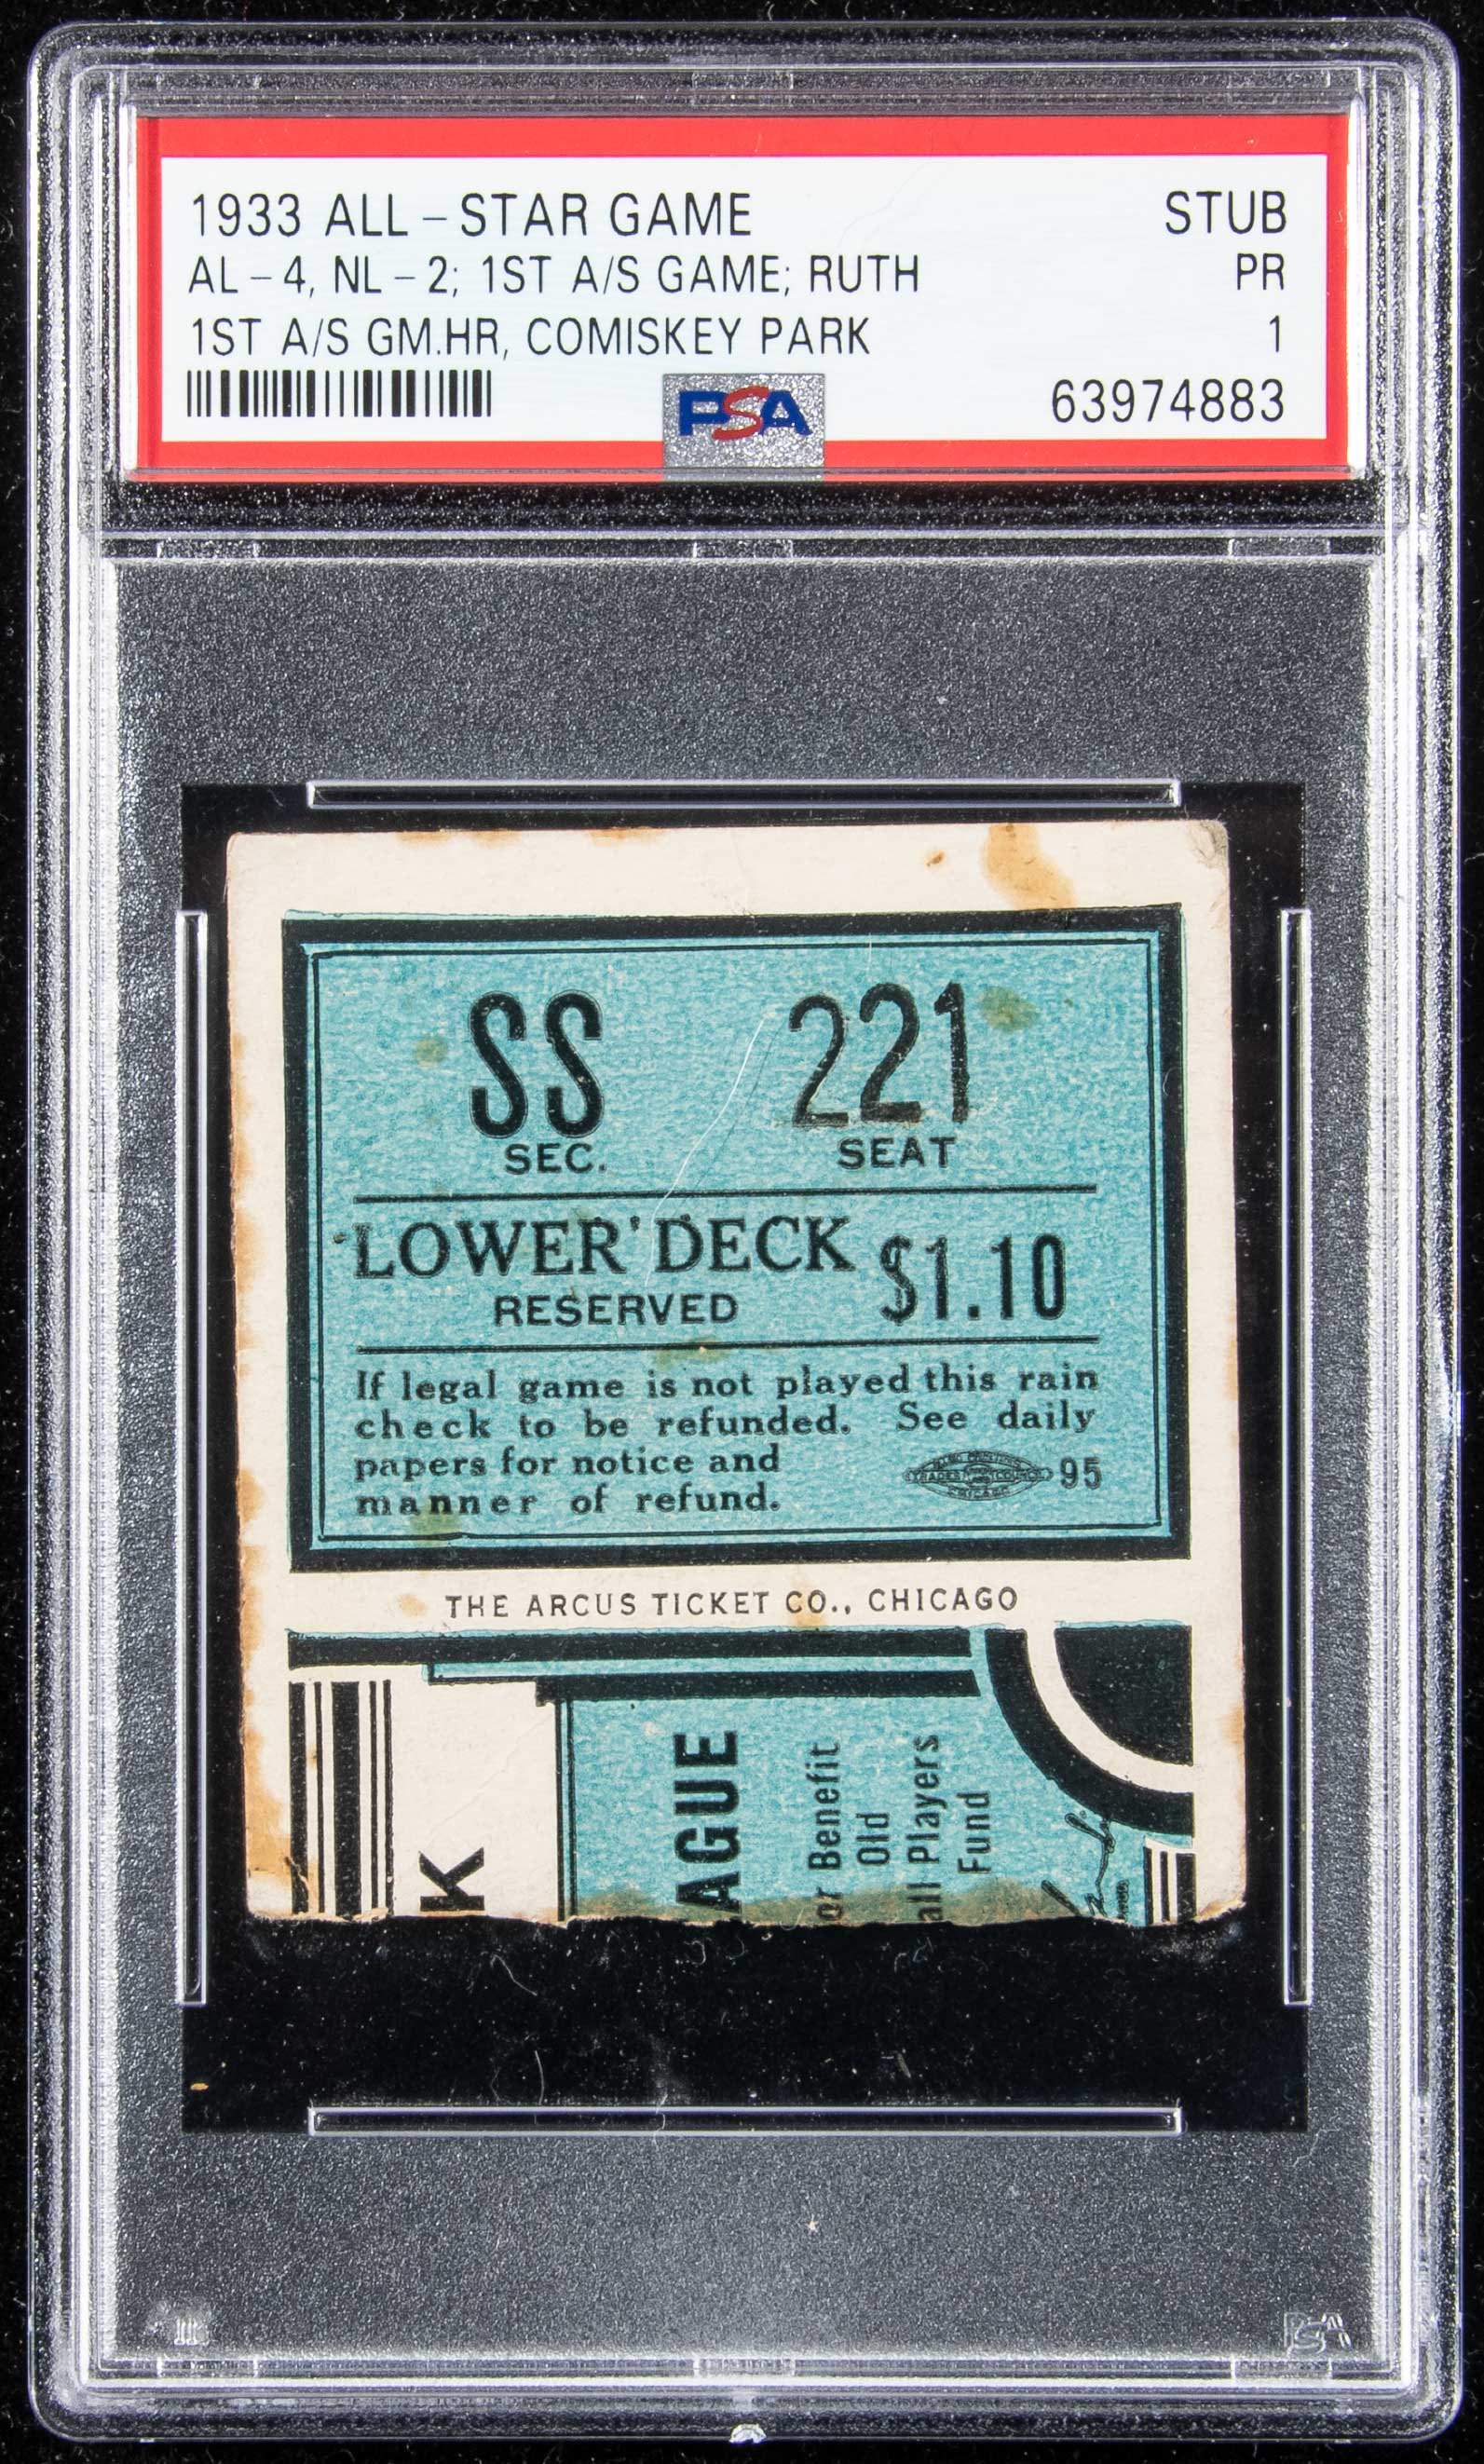 1933 ALL-STAR GAME STUB
AL-4, NL-2; 1ST A/S GAME; RUTH PR
1ST A/S GM.HR, COMISKEY PARK 1
PSA 63974883
SS 221
SEC. SEAT
LOWER DECK $1.10
RESERVED
If legal game is not played this rain
check to be refunded. See daily
papers for notice and
manner of refund. 95
THE ARCUS TICKET CO., CHICAGO
K
AGUE
or Benefit
Old
all Players
Fund
PSA